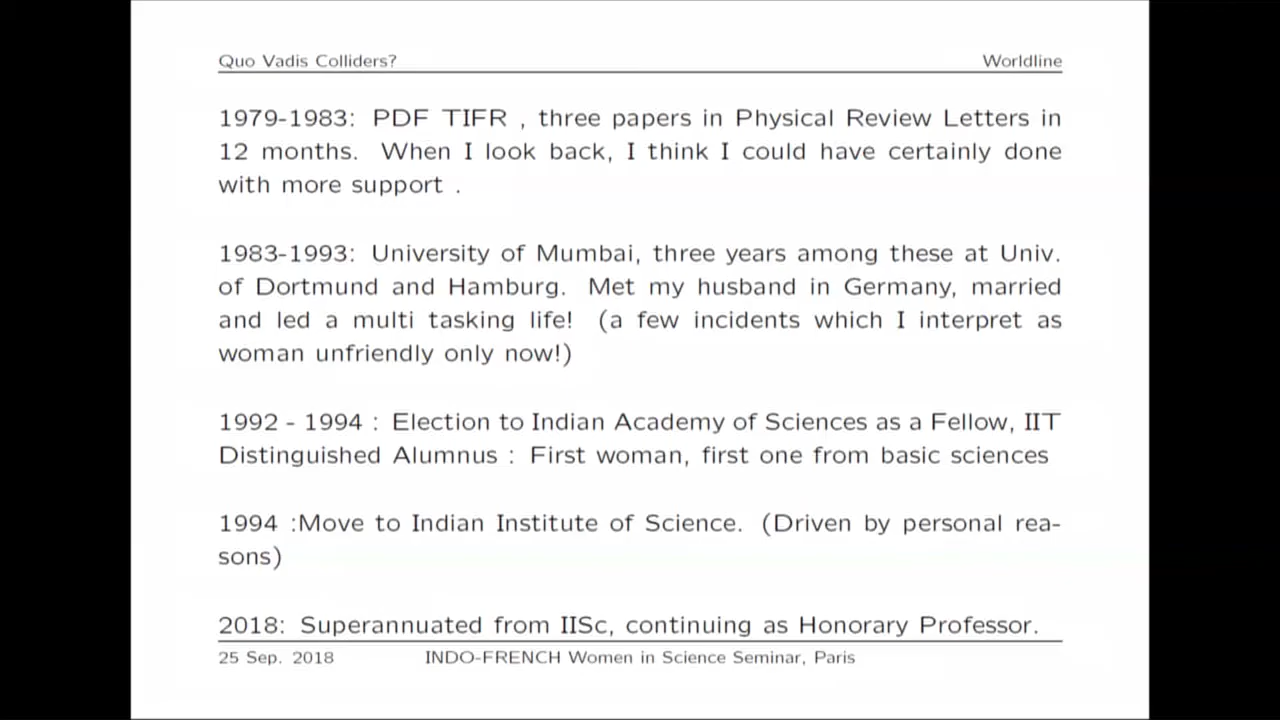 Quo Vadis Colliders? Worldline
1979-1983: PDF TIFR , three papers in Physical Review Letters in
12 months. When I look back, I think I could have certainly done
with more support .
1983-1993: University of Mumbai, three years among these at Univ.
of Dortmund and Hamburg. Met my husband in Germany, married
and led a multi tasking life! (a few incidents which I interpret as
woman unfriendly only now!)
1992 - 1994 : Election to Indian Academy of Sciences as a Fellow, IIT
Distinguished Alumnus : First woman, first one from basic sciences
1994 :Move to Indian Institute of Science. (Driven by personal rea-
sons)
2018: Superannuated from IISc, continuing as Honorary Professor.
25 Sep. 2018 INDO-FRENCH Women in Science Seminar, Paris